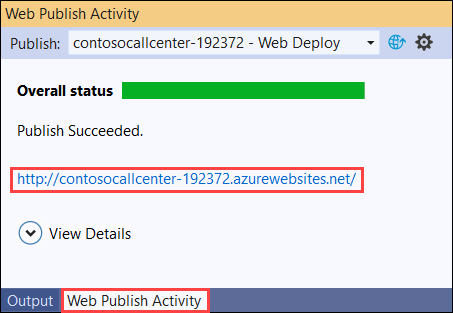 Web Publish Activity
Publish: contosocallcenter-192372 - Web Deploy
Overall status
Publish Succeeded.
http://contosocallcenter-192372.azurewebsites.net/
View Details
Output Web Publish Activity